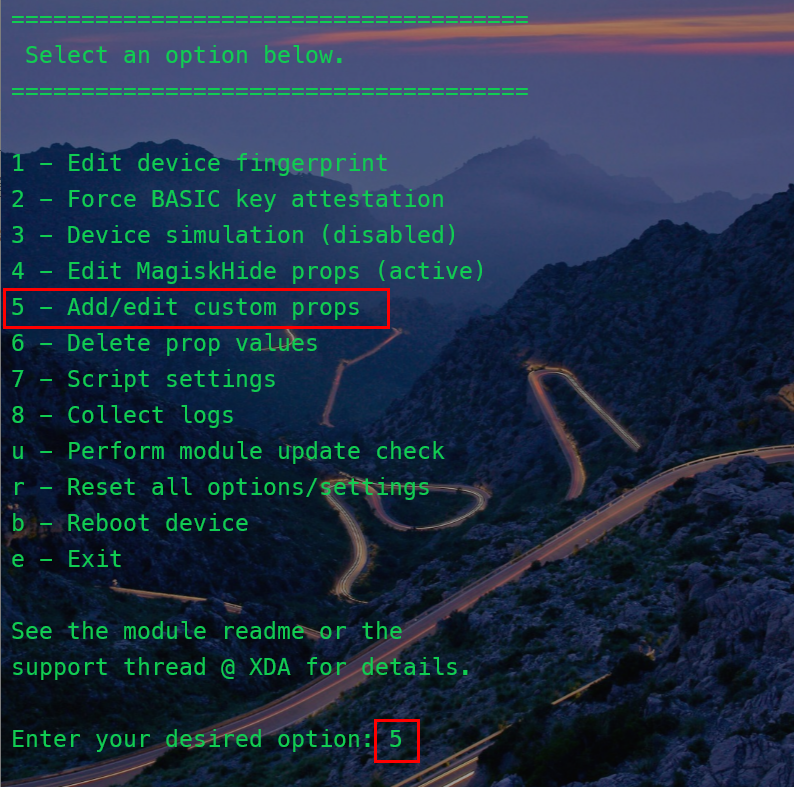 =====================================
Select an option below.
=====================================
1 – Edit device fingerprint
2 – Force BASIC key attestation
3 – Device simulation (disabled)
4 – Edit MagiskHide props (active)
5 – Add/edit custom props
6 – Delete prop values
7 – Script settings
8 – Collect logs
u – Perform module update check
r – Reset all options/settings
b – Reboot device
e – Exit
See the module readme or the
support thread @ XDA for details.
Enter your desired option: 5